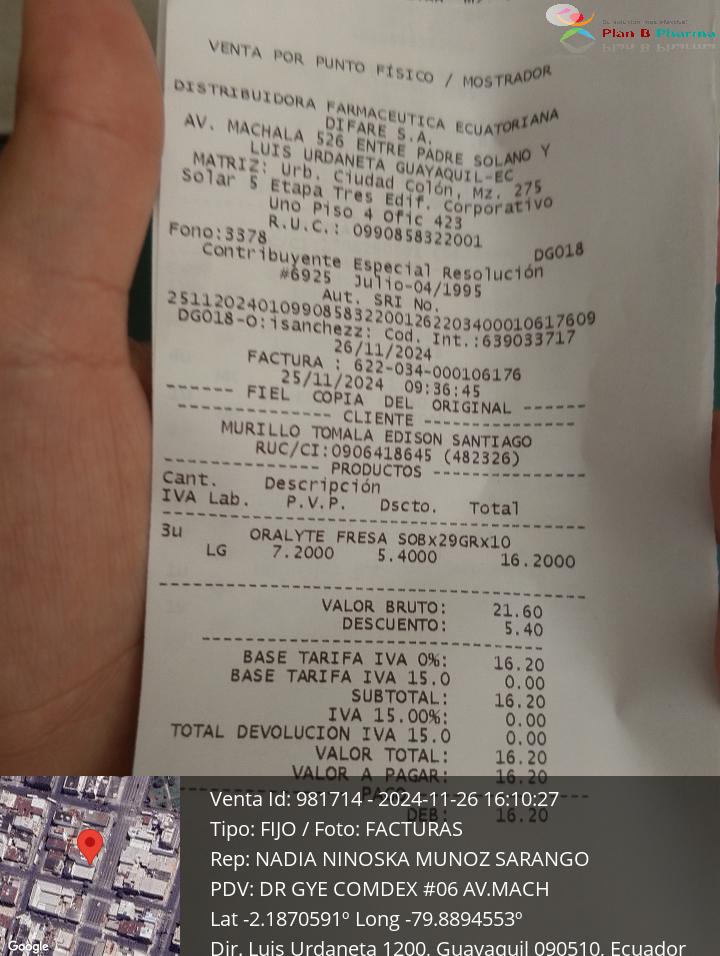 Plan B Pharma
VENTA POR PUNTO FÍSICO / MOSTRADOR
DISTRIBUIDORA FARMACEUTICA ECUATORIANA
DIFARE S.A.
AV. MACHALA 526 ENTRE PADRE SOLANO Y
LUIS URDANETA GUAYAQUIL-EC
MATRIZ: Urb. Ciudad Colón, Mz. 275
Solar 5 Etapa Tres Edif. Corporativo
Uno Piso 4 Ofic 423
R.U.C.: 0990858322001
Fono:3378 DG018
Contribuyente Especial Resolución
#6925 Julio-04/1995
Aut. SRI No.
2511202401099085832200126220340001061​7609
DG018-O:isanchezz: Cod. Int.:639033717
26/11/2024
FACTURA : 622-034-000106176
25/11/2024 09:36:45
------ FIEL COPIA DEL ORIGINAL ------
--------------- CLIENTE ---------------
MURILLO TOMALA EDISON SANTIAGO
RUC/CI:0906418645 (482326)
-------------- PRODUCTOS --------------
Cant. Descripción
IVA Lab. P.V.P. Dscto. Total
3u ORALYTE FRESA SOBx29GRx10
LG 7.2000 5.4000 16.2000
VALOR BRUTO: 21.60
DESCUENTO: 5.40
BASE TARIFA IVA 0%: 16.20
BASE TARIFA IVA 15.0 0.00
SUBTOTAL: 16.20
IVA 15.00%: 0.00
TOTAL DEVOLUCION IVA 15.0 0.00
VALOR TOTAL: 16.20
VALOR A PAGAR: 16.20
PAGO
DEB: 16.20
Venta Id: 981714 - 2024-11-26 16:10:27
Tipo: FIJO / Foto: FACTURAS
Rep: NADIA NINOSKA MUNOZ SARANGO
PDV: DR GYE COMDEX #06 AV.MACH
Lat -2.1870591º Long -79.8894553º
Dir. Luis Urdaneta 1200, Guayaquil 090510, Ecuador
Google